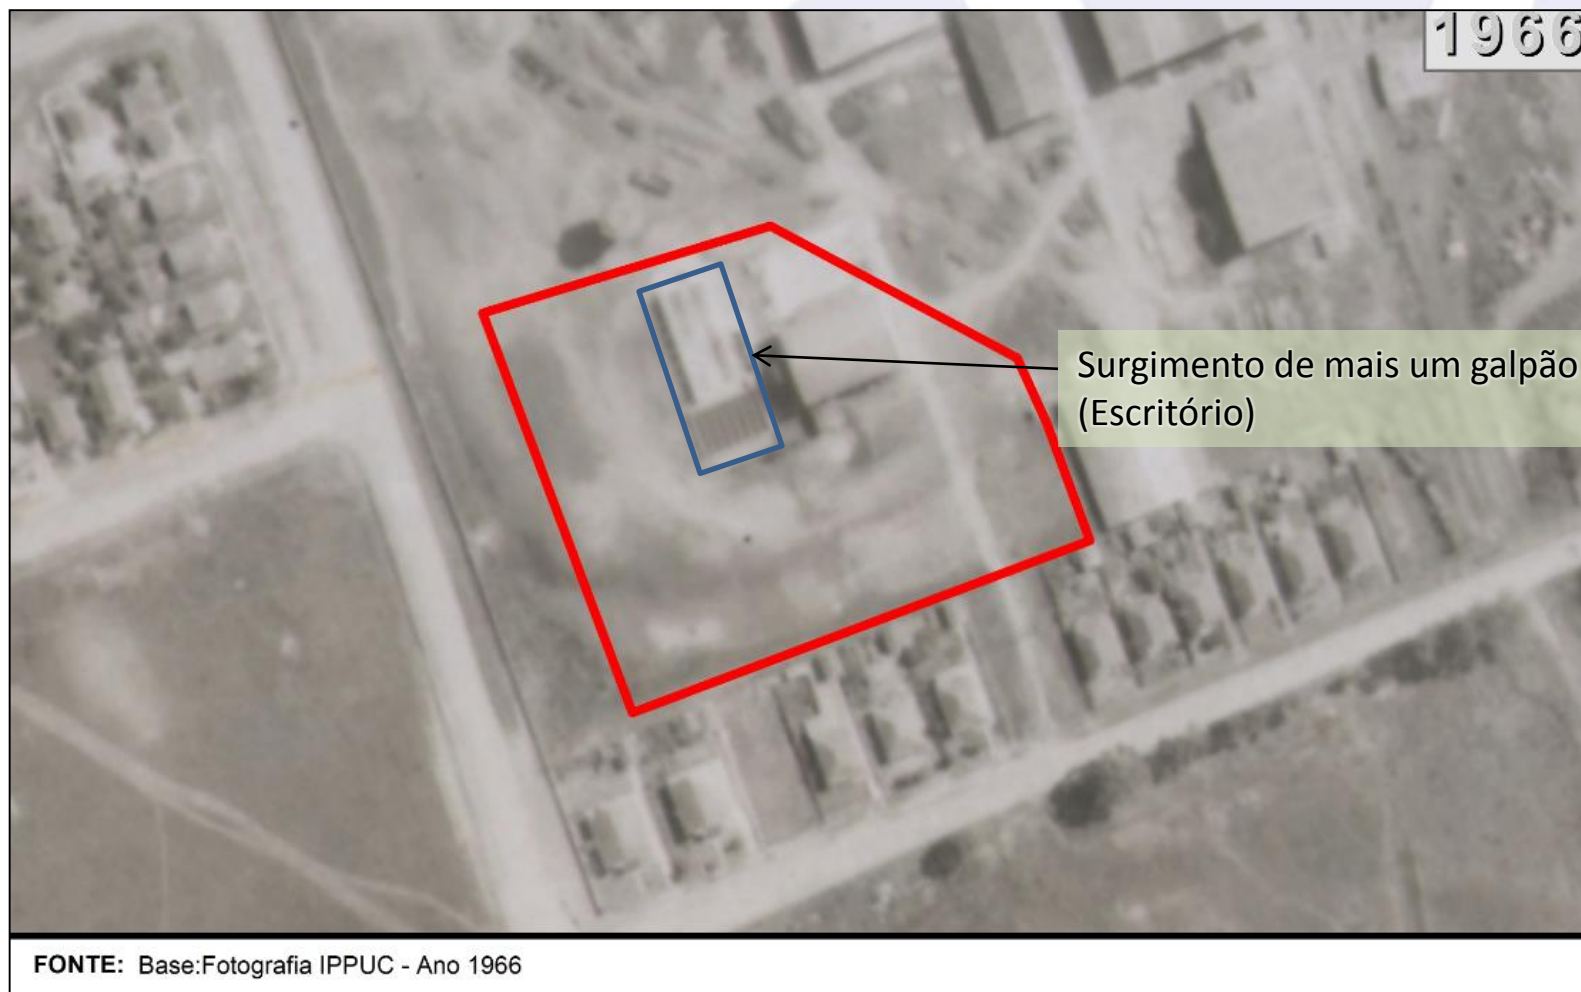 1966
Surgimento de mais um galpão
(Escritório)
FONTE: Base:Fotografia IPPUC - Ano 1966